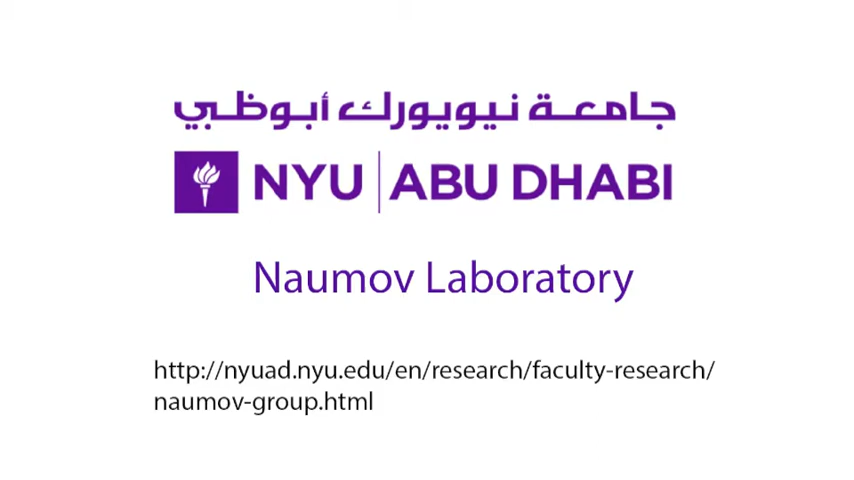 جامعة نيويورك أبوظبي
NYU | ABU DHABI
Naumov Laboratory
http://nyuad.nyu.edu/en/research/faculty-research/
naumov-group.html